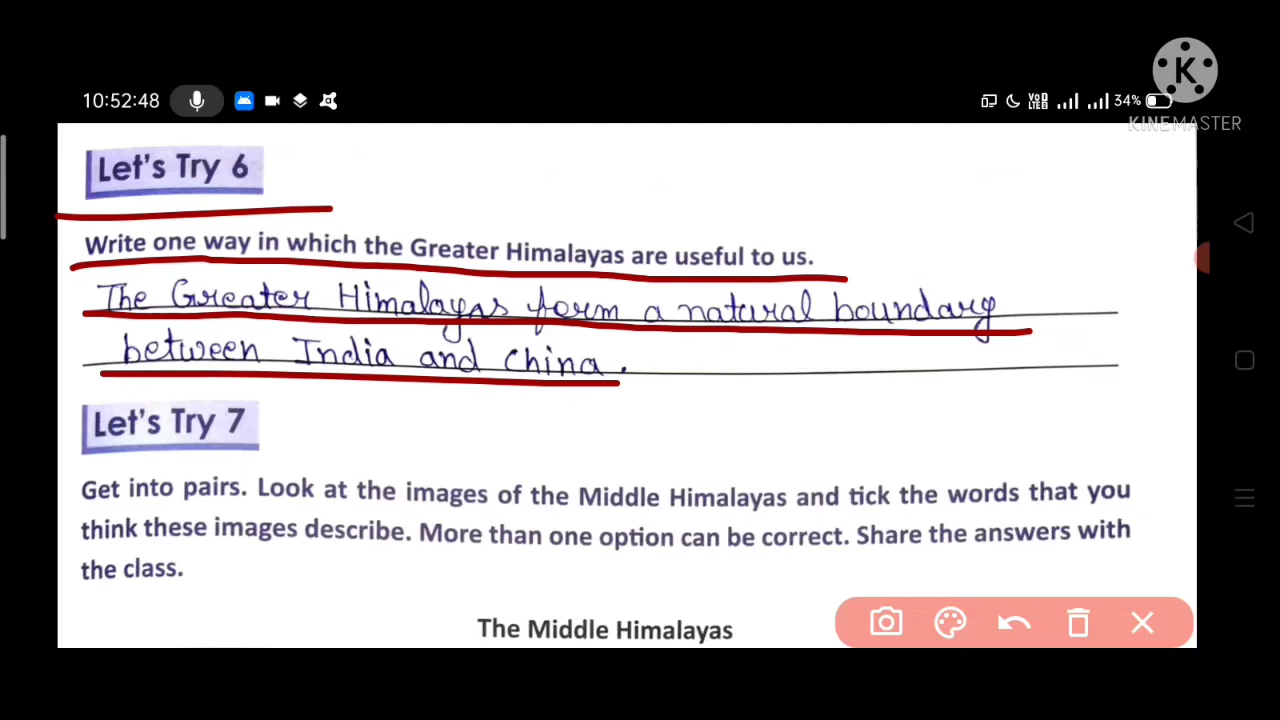 10:52:48
Vo LTE 34%
KINEMASTER
Let's Try 6
Write one way in which the Greater Himalayas are useful to us.
The Greater Himalayas form a natural boundary
between India and China.
Let's Try 7
Get into pairs. Look at the images of the Middle Himalayas and tick the words that you
think these images describe. More than one option can be correct. Share the answers with
the class.
The Middle Himalayas